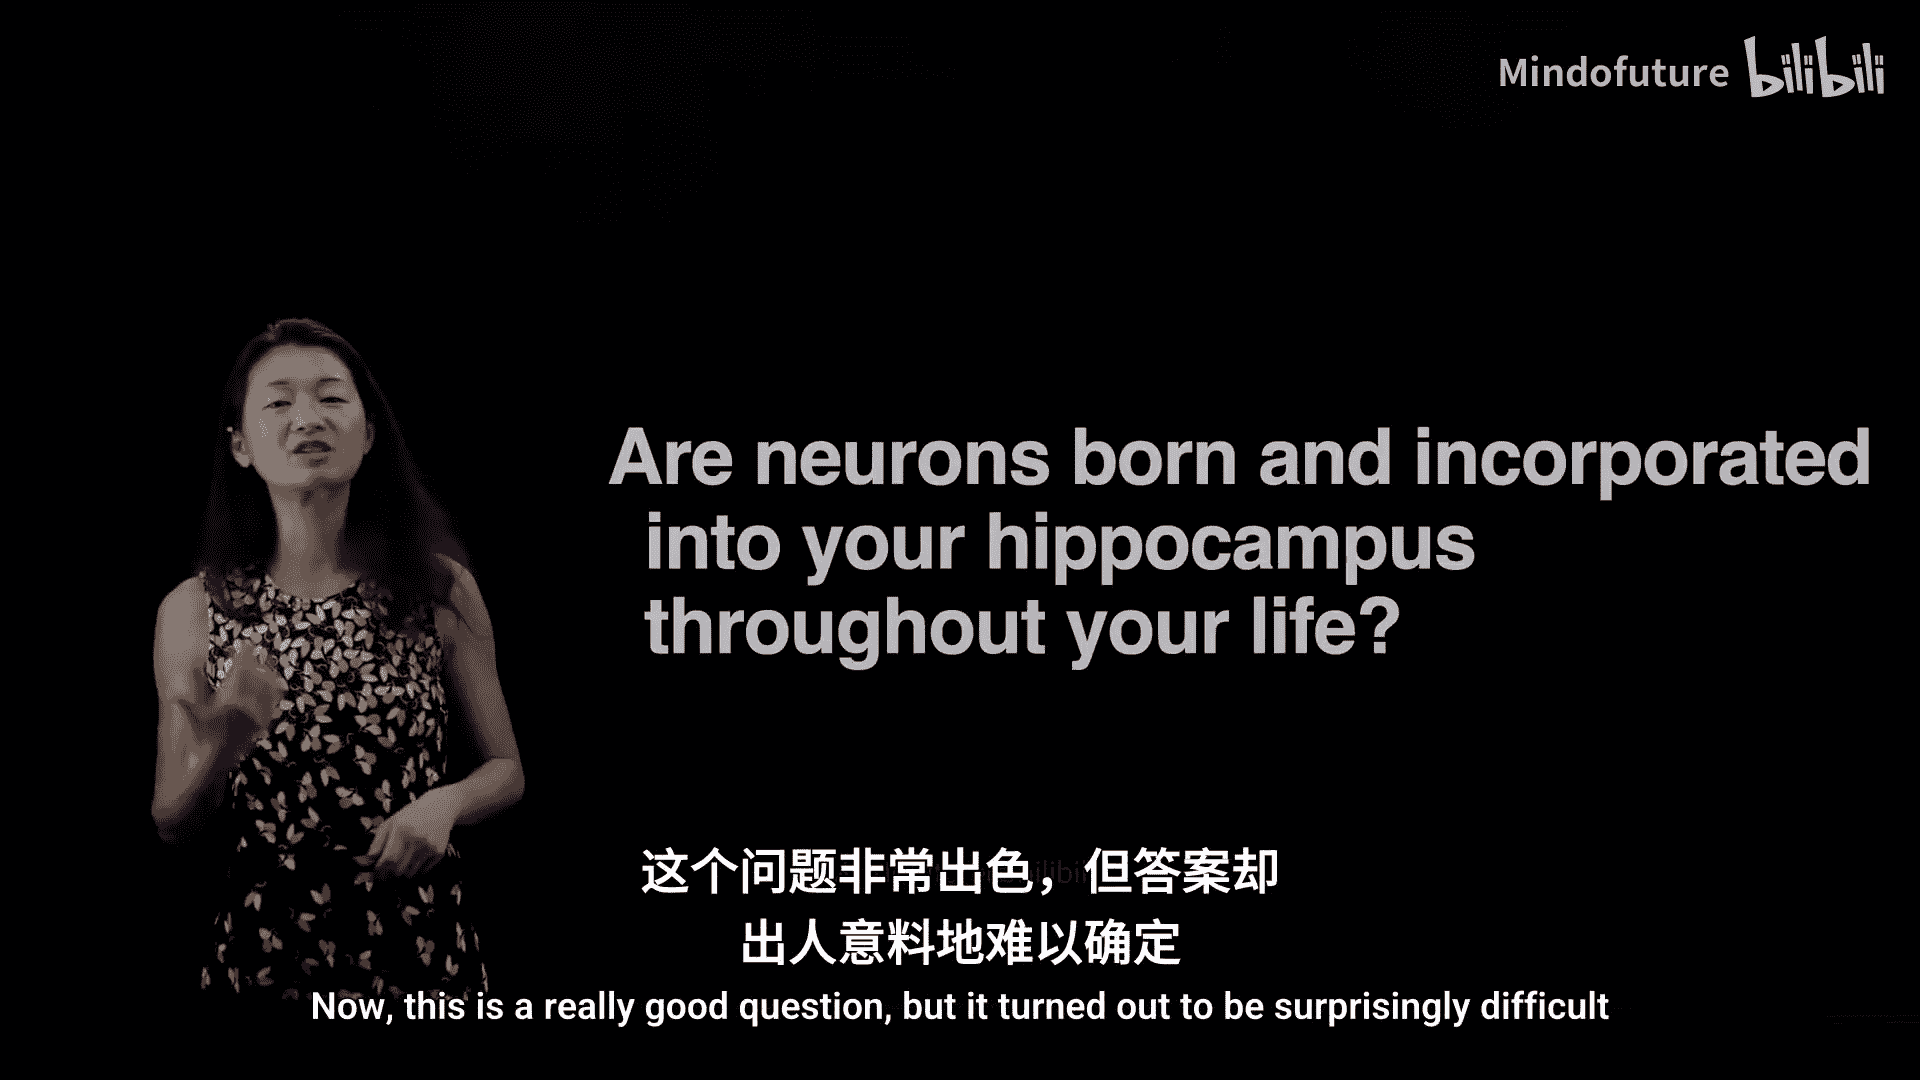 Mindofuture bilibili
Are neurons born and incorporated
into your hippocampus
throughout your life?
这个问题非常出色，但答案却
出人意料地难以确定
Now, this is a really good question, but it turned out to be surprisingly difficult